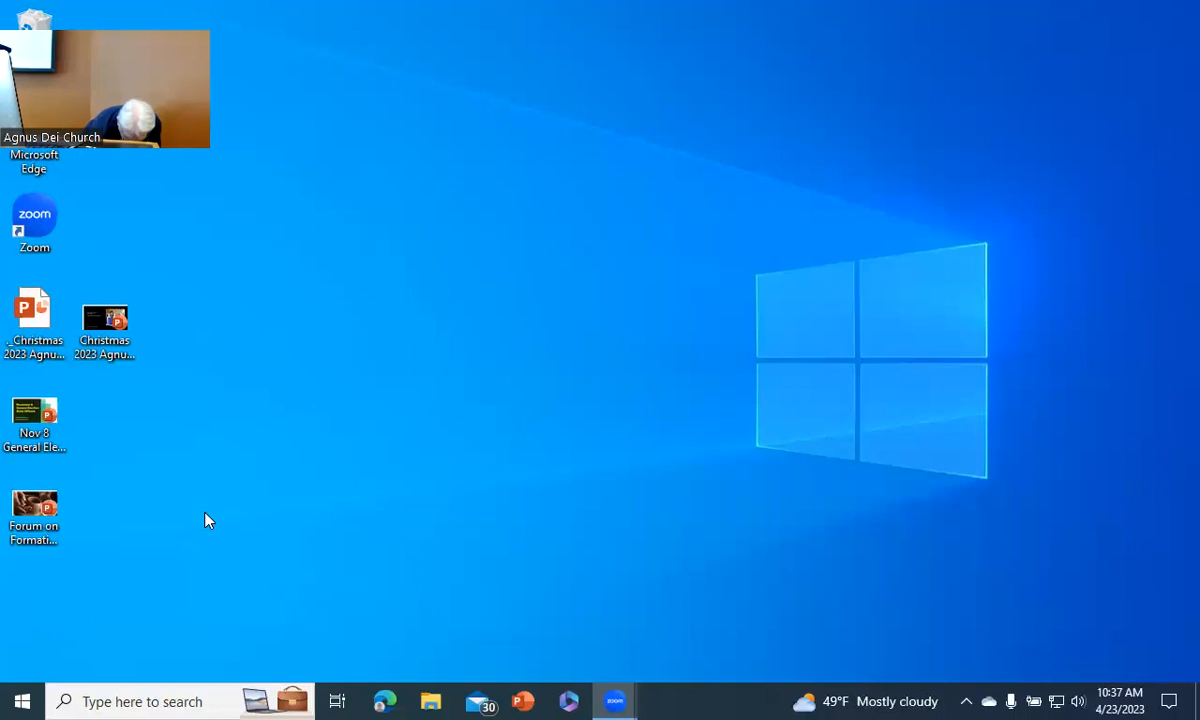 Agnus Dei Church
Microsoft
Edge
zoom
Zoom
._Christmas
2023 Agnu...
Christmas
2023 Agnu...
Nov 8
General Ele...
Forum on
Formati...
Type here to search
30
zoom
49°F Mostly cloudy
10:37 AM
4/23/2023